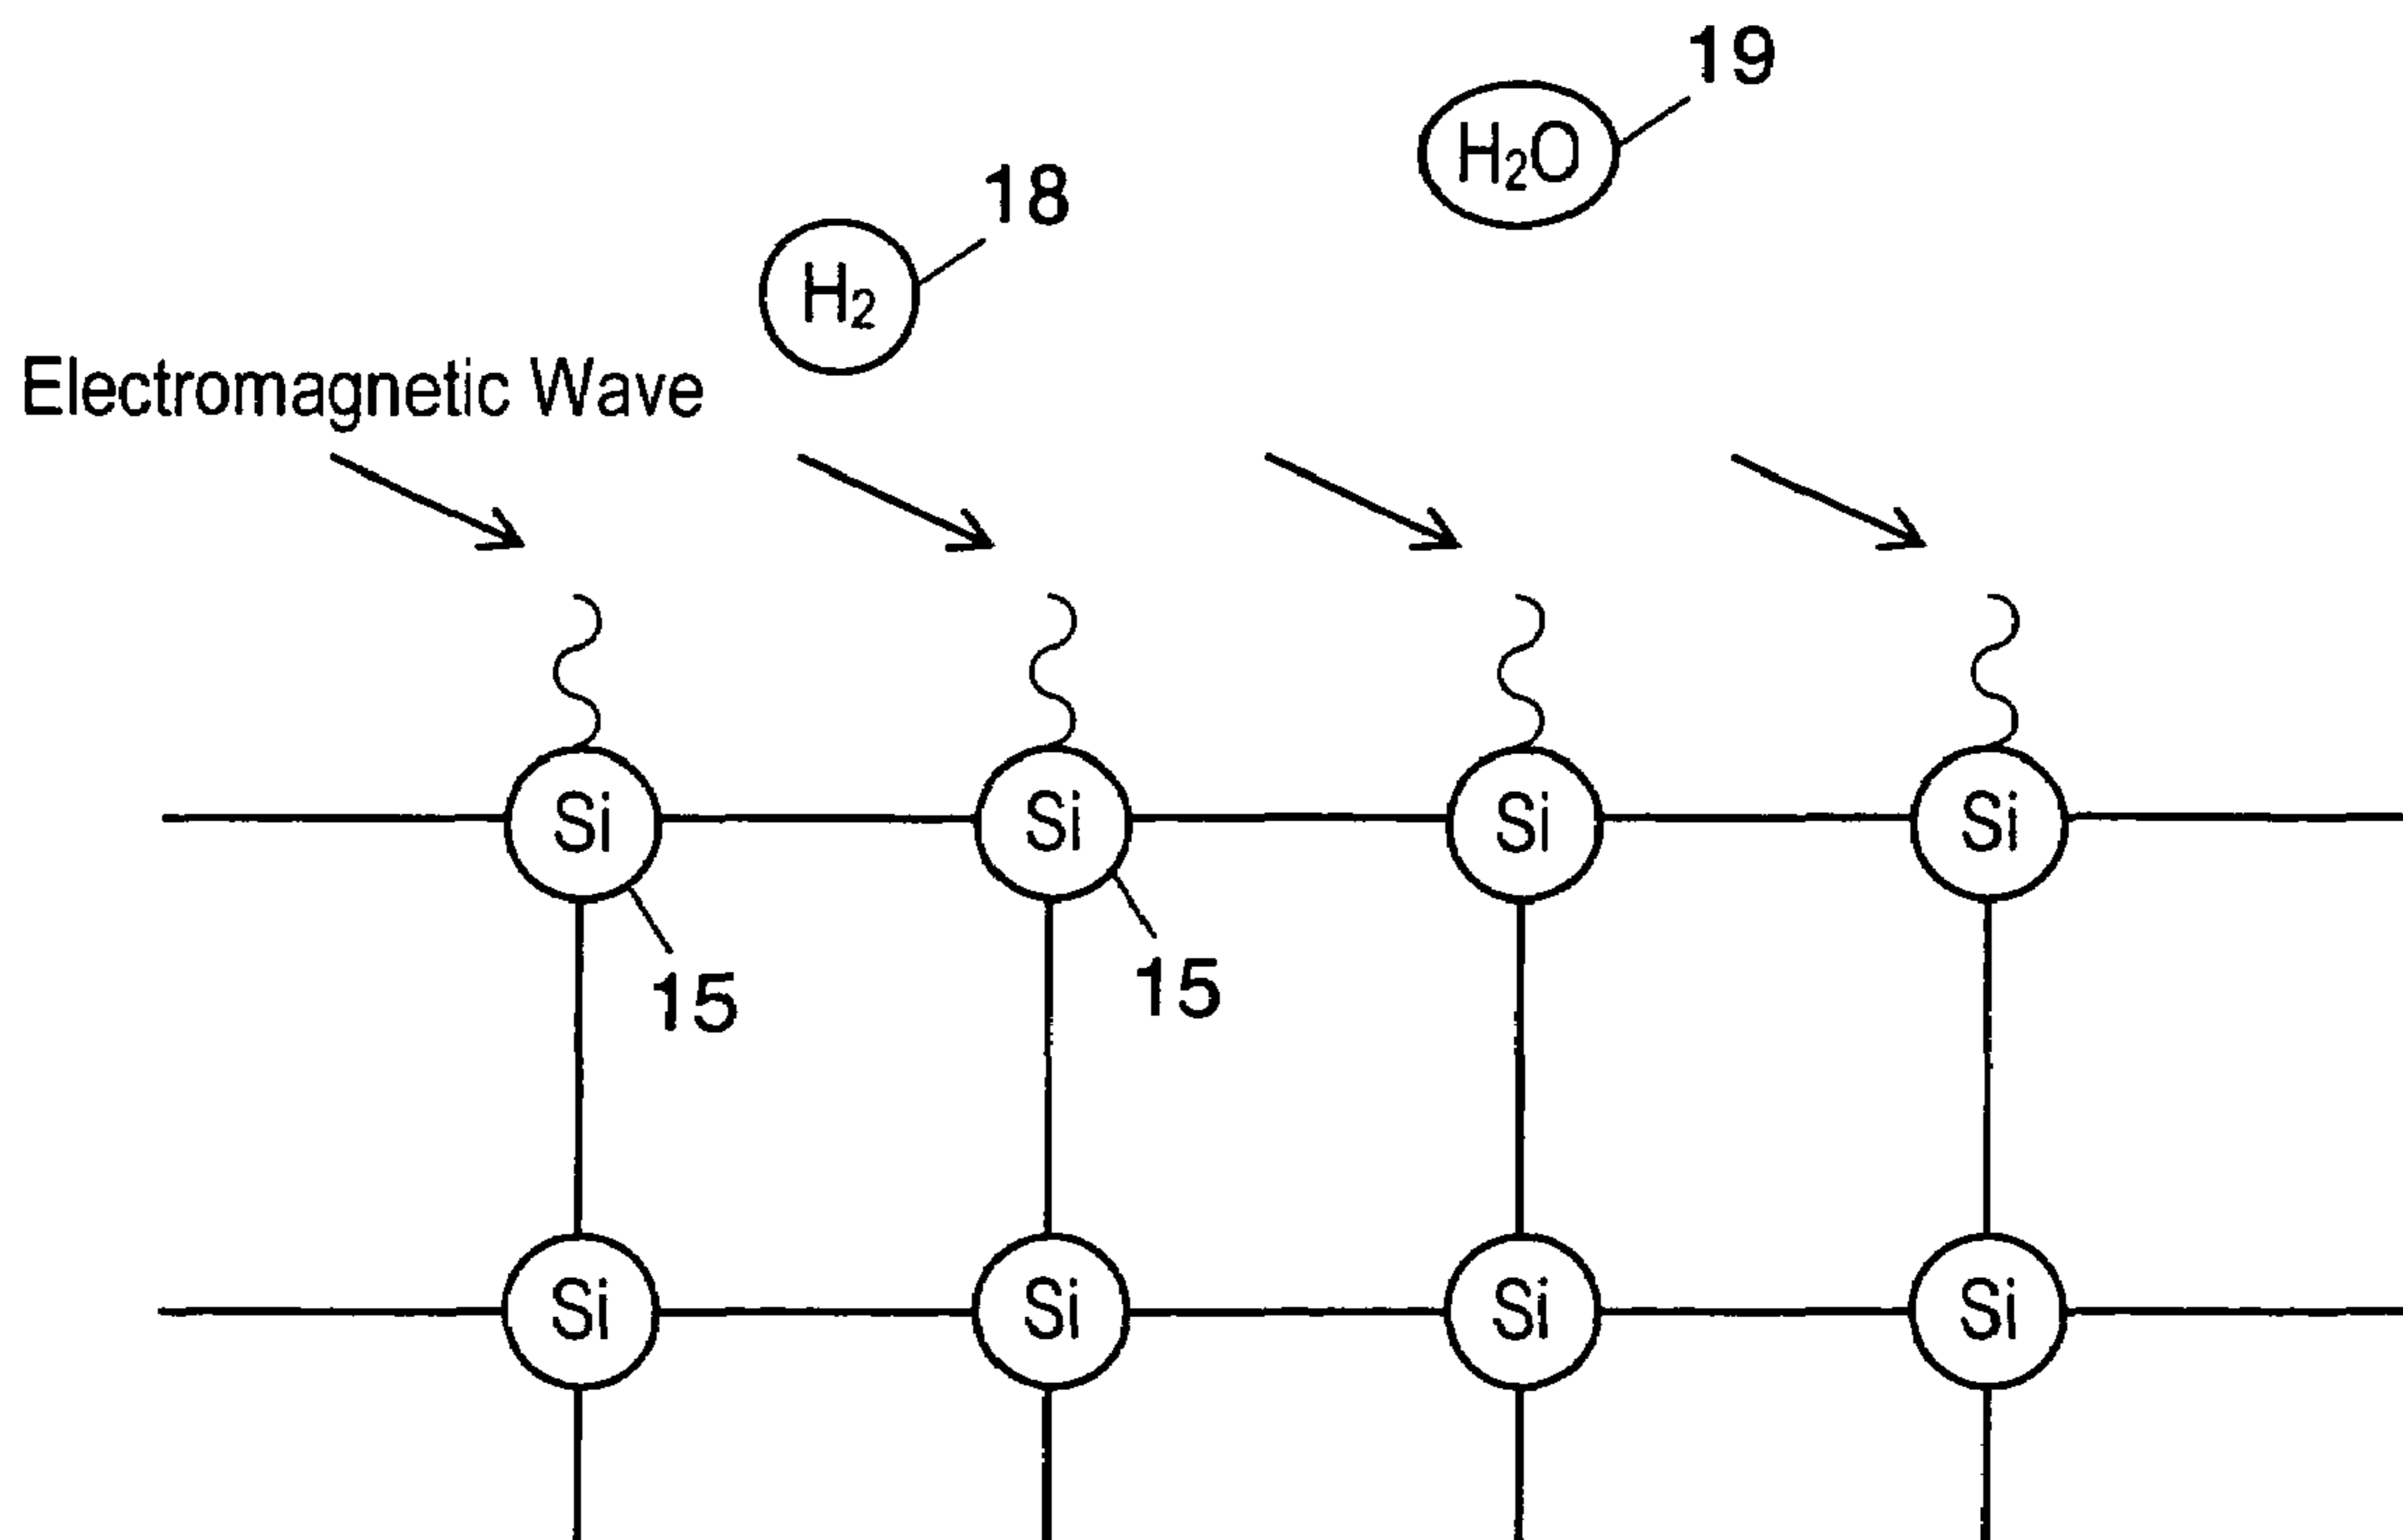 19
H₂O
18
H₂
Electromagnetic Wave
Si Si Si Si
15 15
Si Si Si Si